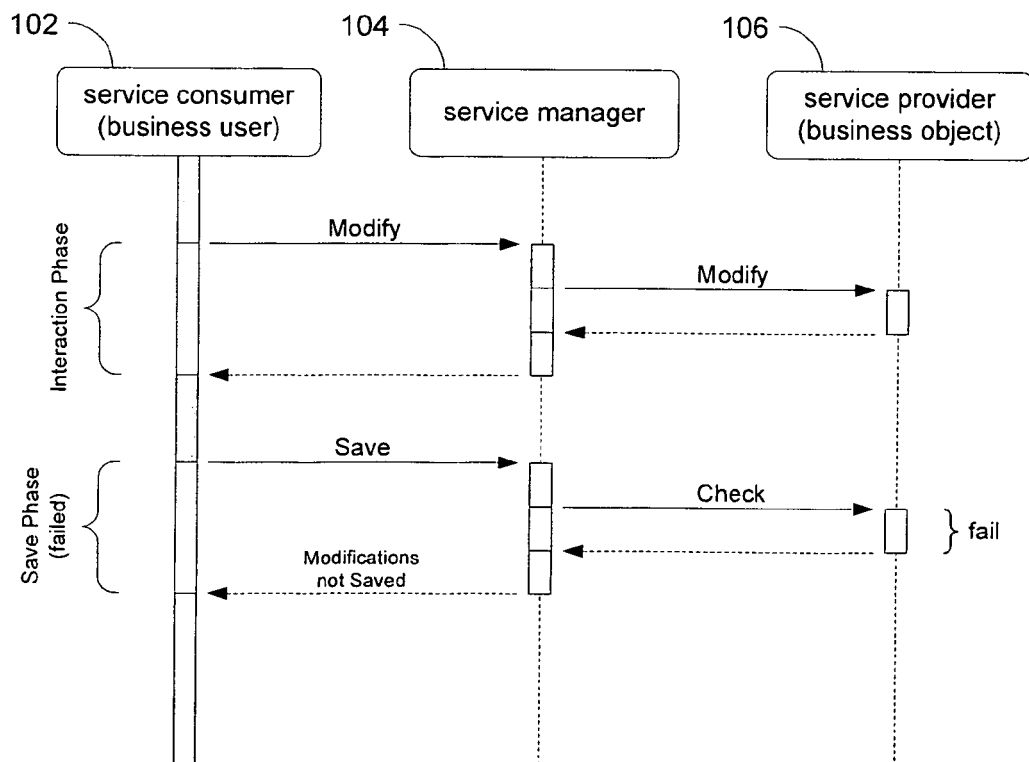 102
104
106
service consumer
(business user)
service manager
service provider
(business object)
Interaction Phase
Modify
Modify
Save Phase
(failed)
Save
Check
fail
Modifications
not Saved